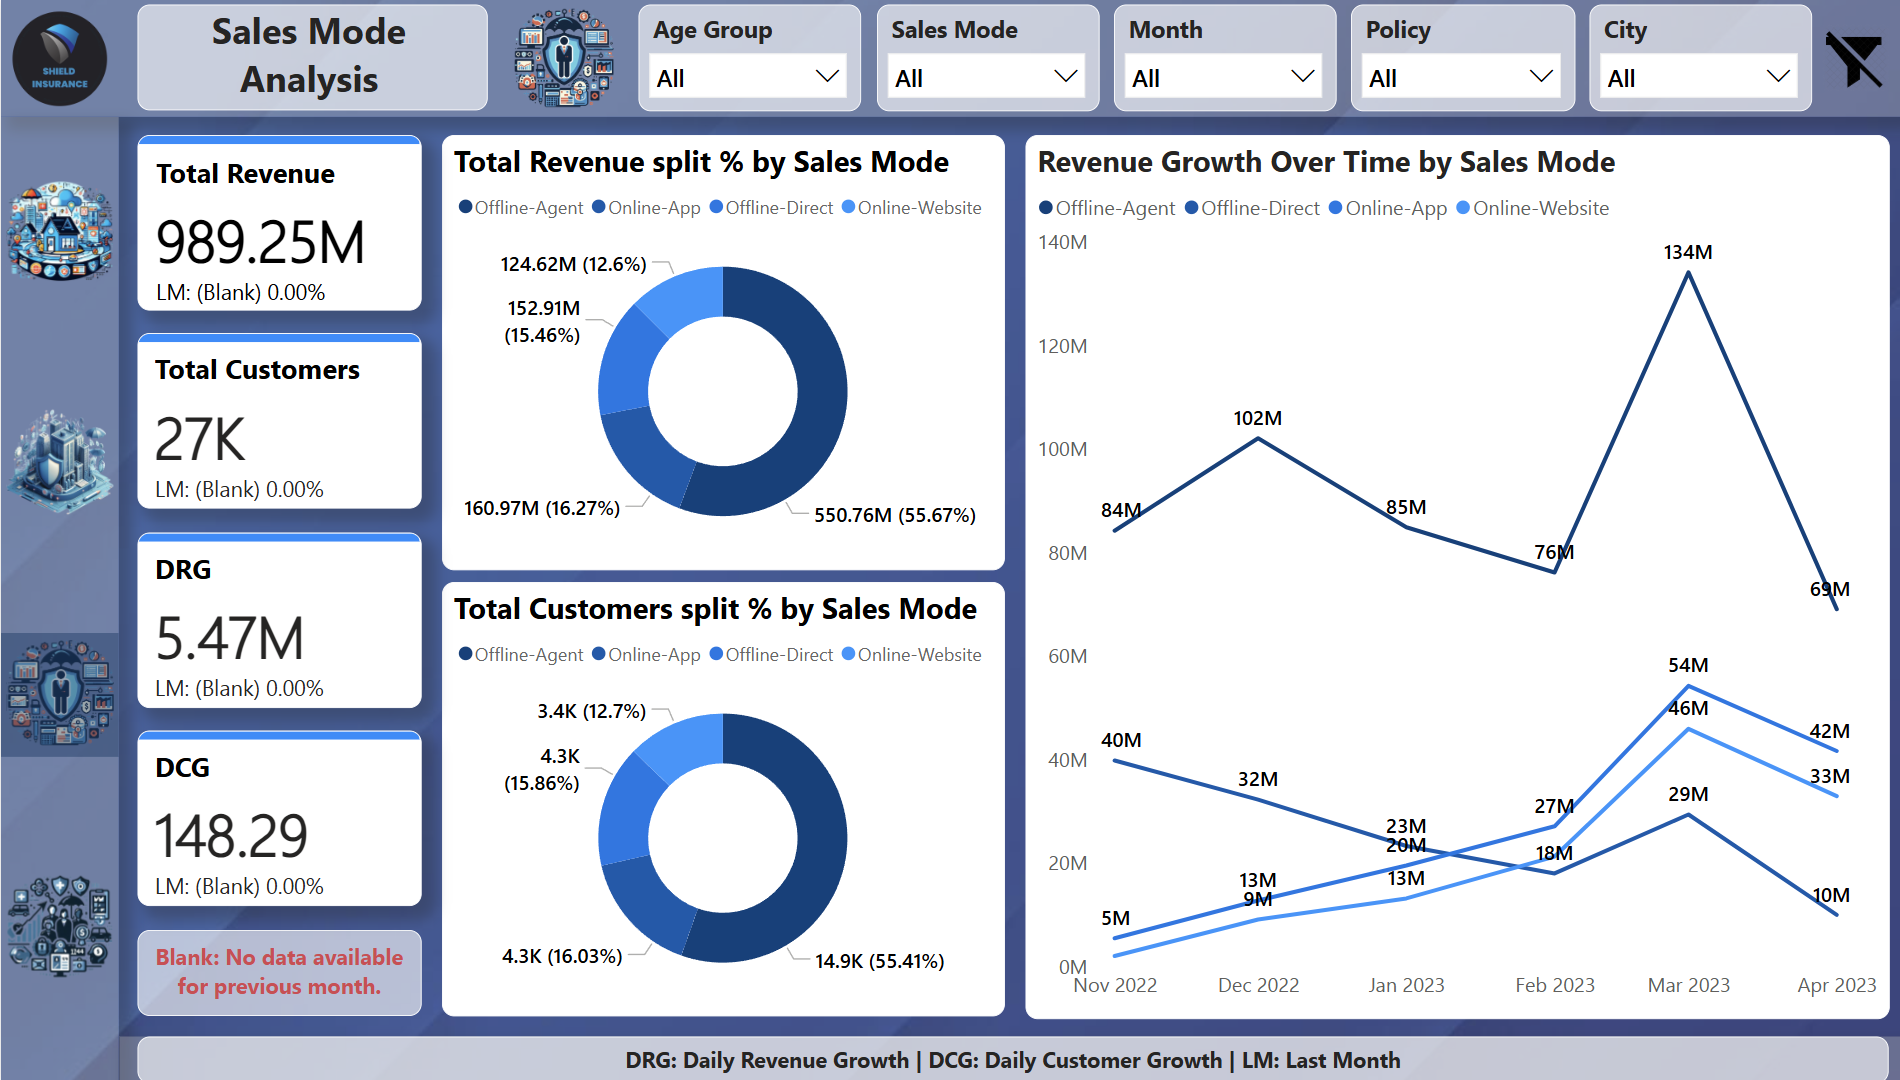 SHIELD
INSURANCE
Sales Mode
Analysis
Age Group
All
Sales Mode
All
Month
All
Policy
All
City
All
Total Revenue
989.25M
LM: (Blank) 0.00%
Total Customers
27K
LM: (Blank) 0.00%
DRG
5.47M
LM: (Blank) 0.00%
DCG
148.29
LM: (Blank) 0.00%
Blank: No data available
for previous month.
Total Revenue split % by Sales Mode
Offline-Agent Online-App Offline-Direct Online-Website
124.62M (12.6%)
152.91M
(15.46%)
160.97M (16.27%)
550.76M (55.67%)
Total Customers split % by Sales Mode
Offline-Agent Online-App Offline-Direct Online-Website
3.4K (12.7%)
4.3K
(15.86%)
4.3K (16.03%)
14.9K (55.41%)
Revenue Growth Over Time by Sales Mode
Offline-Agent Offline-Direct Online-App Online-Website
140M
120M
100M
80M
60M
40M
20M
0M
84M
102M
85M
76M
134M
69M
40M
32M
23M
18M
29M
10M
5M
13M
20M
27M
54M
42M
9M
13M
46M
33M
Nov 2022
Dec 2022
Jan 2023
Feb 2023
Mar 2023
Apr 2023
DRG: Daily Revenue Growth | DCG: Daily Customer Growth | LM: Last Month